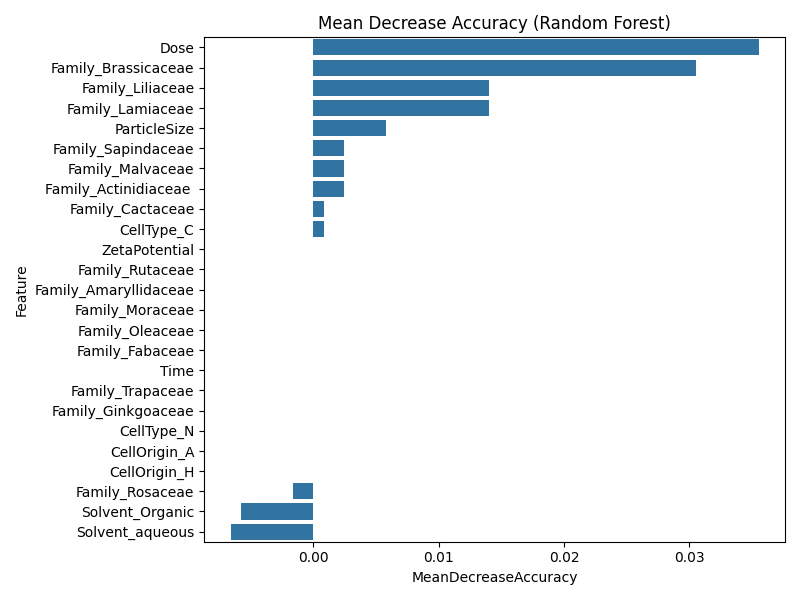 Mean Decrease Accuracy (Random Forest)
Dose
Family_Brassicaceae
Family_Liliaceae
Family_Lamiaceae
ParticleSize
Family_Sapindaceae
Family_Malvaceae
Family_Actinidiaceae
Family_Cactaceae
CellType_C
ZetaPotential
Family_Rutaceae
Family_Amaryllidaceae
Family_Moraceae
Family_Oleaceae
Family_Fabaceae
Time
Family_Trapaceae
Family_Ginkgoaceae
CellType_N
CellOrigin_A
CellOrigin_H
Family_Rosaceae
Solvent_Organic
Solvent_aqueous
Feature
0.00 0.01 0.02 0.03
MeanDecreaseAccuracy